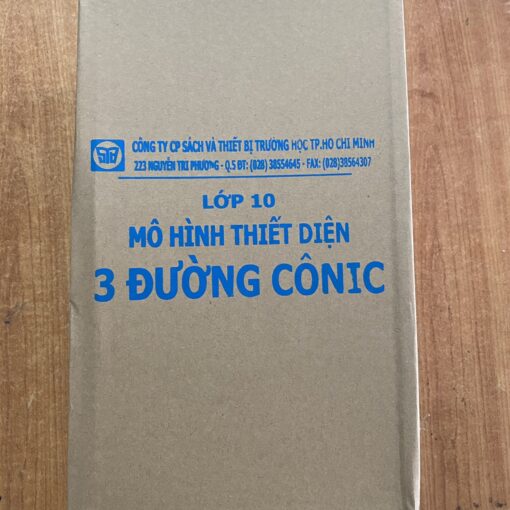 CÔNG TY CP SÁCH VÀ THIẾT BỊ TRƯỜNG HỌC TP.HO CHI MINH
223 NGUYỄN TRI PHƯƠNG - Q.5 ĐT: (028) 38554645 - FAX: (028)38564307
LỚP 10
MÔ HÌNH THIẾT DIỆN
3 ĐƯỜNG CÔNIC